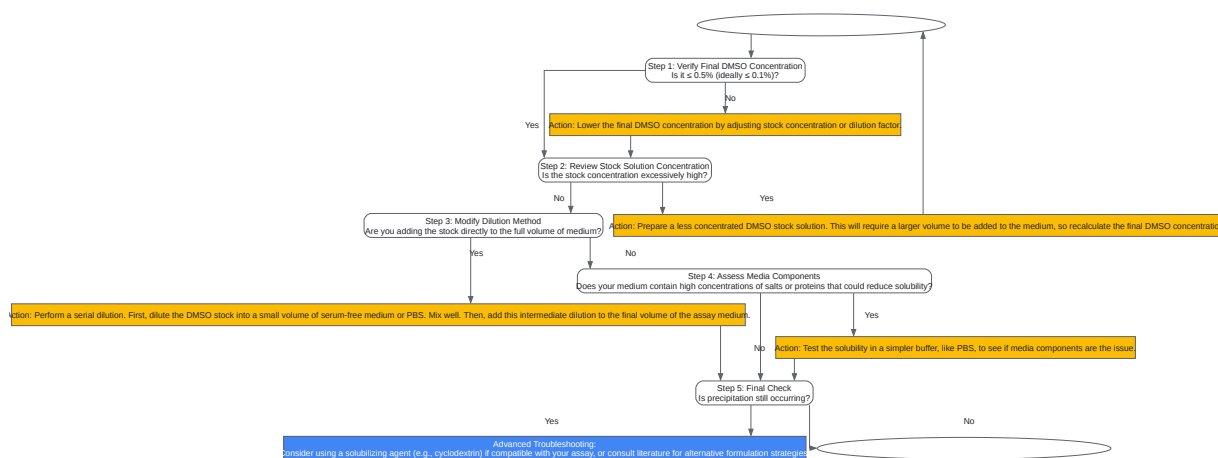 Step 1: Verify Final DMSO Concentration
Is it ≤ 0.5% (ideally ≤ 0.1%)?
No
Action: Lower the final DMSO concentration by adjusting stock concentration or dilution factor.
Yes
Step 2: Review Stock Solution Concentration
Is the stock concentration excessively high?
No
Yes
Step 3: Modify Dilution Method
Are you adding the stock directly to the full volume of medium?
Action: Prepare a less concentrated DMSO stock solution. This will require a larger volume to be added to the medium, so recalculate the final DMSO concentratio
Yes
No
Step 4: Assess Media Components
Does your medium contain high concentrations of salts or proteins that could reduce solubility?
Action: Perform a serial dilution. First, dilute the DMSO stock into a small volume of serum-free medium or PBS. Mix well. Then, add this intermediate dilution to the final volume of the assay medium.
Yes
No
Action: Test the solubility in a simpler buffer, like PBS, to see if media components are the issue.
Step 5: Final Check
Is precipitation still occurring?
Yes
No
Advanced Troubleshooting:
Consider using a solubilizing agent (e.g., cyclodextrin) if compatible with your assay, or consult literature for alternative formulation strategies